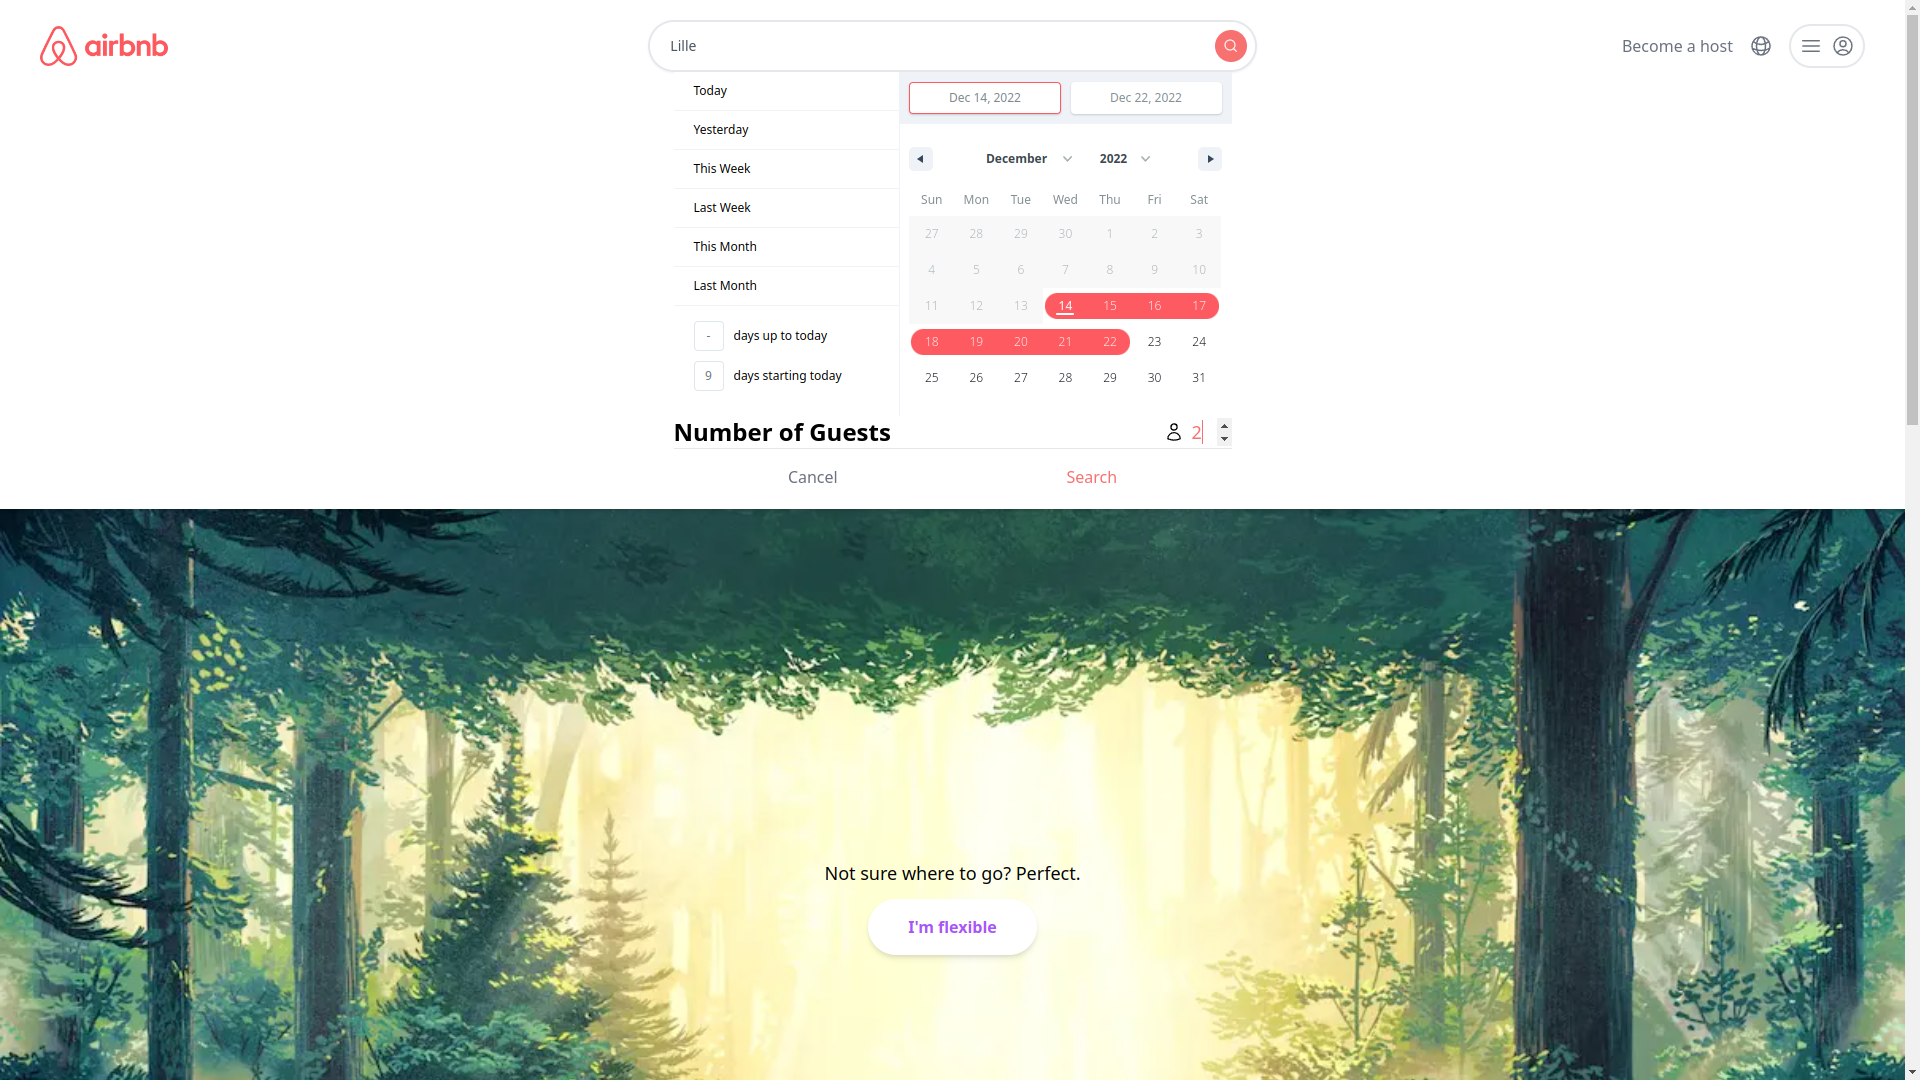 airbnb
Lille
Become a host
Today
Yesterday
This Week
Last Week
This Month
Last Month
- days up to today
9 days starting today
Dec 14, 2022 Dec 22, 2022
December 2022
Sun Mon Tue Wed Thu Fri Sat
27 28 29 30 1 2 3
4 5 6 7 8 9 10
11 12 13 14 15 16 17
18 19 20 21 22 23 24
25 26 27 28 29 30 31
Number of Guests 2
Cancel Search
Not sure where to go? Perfect.
I'm flexible